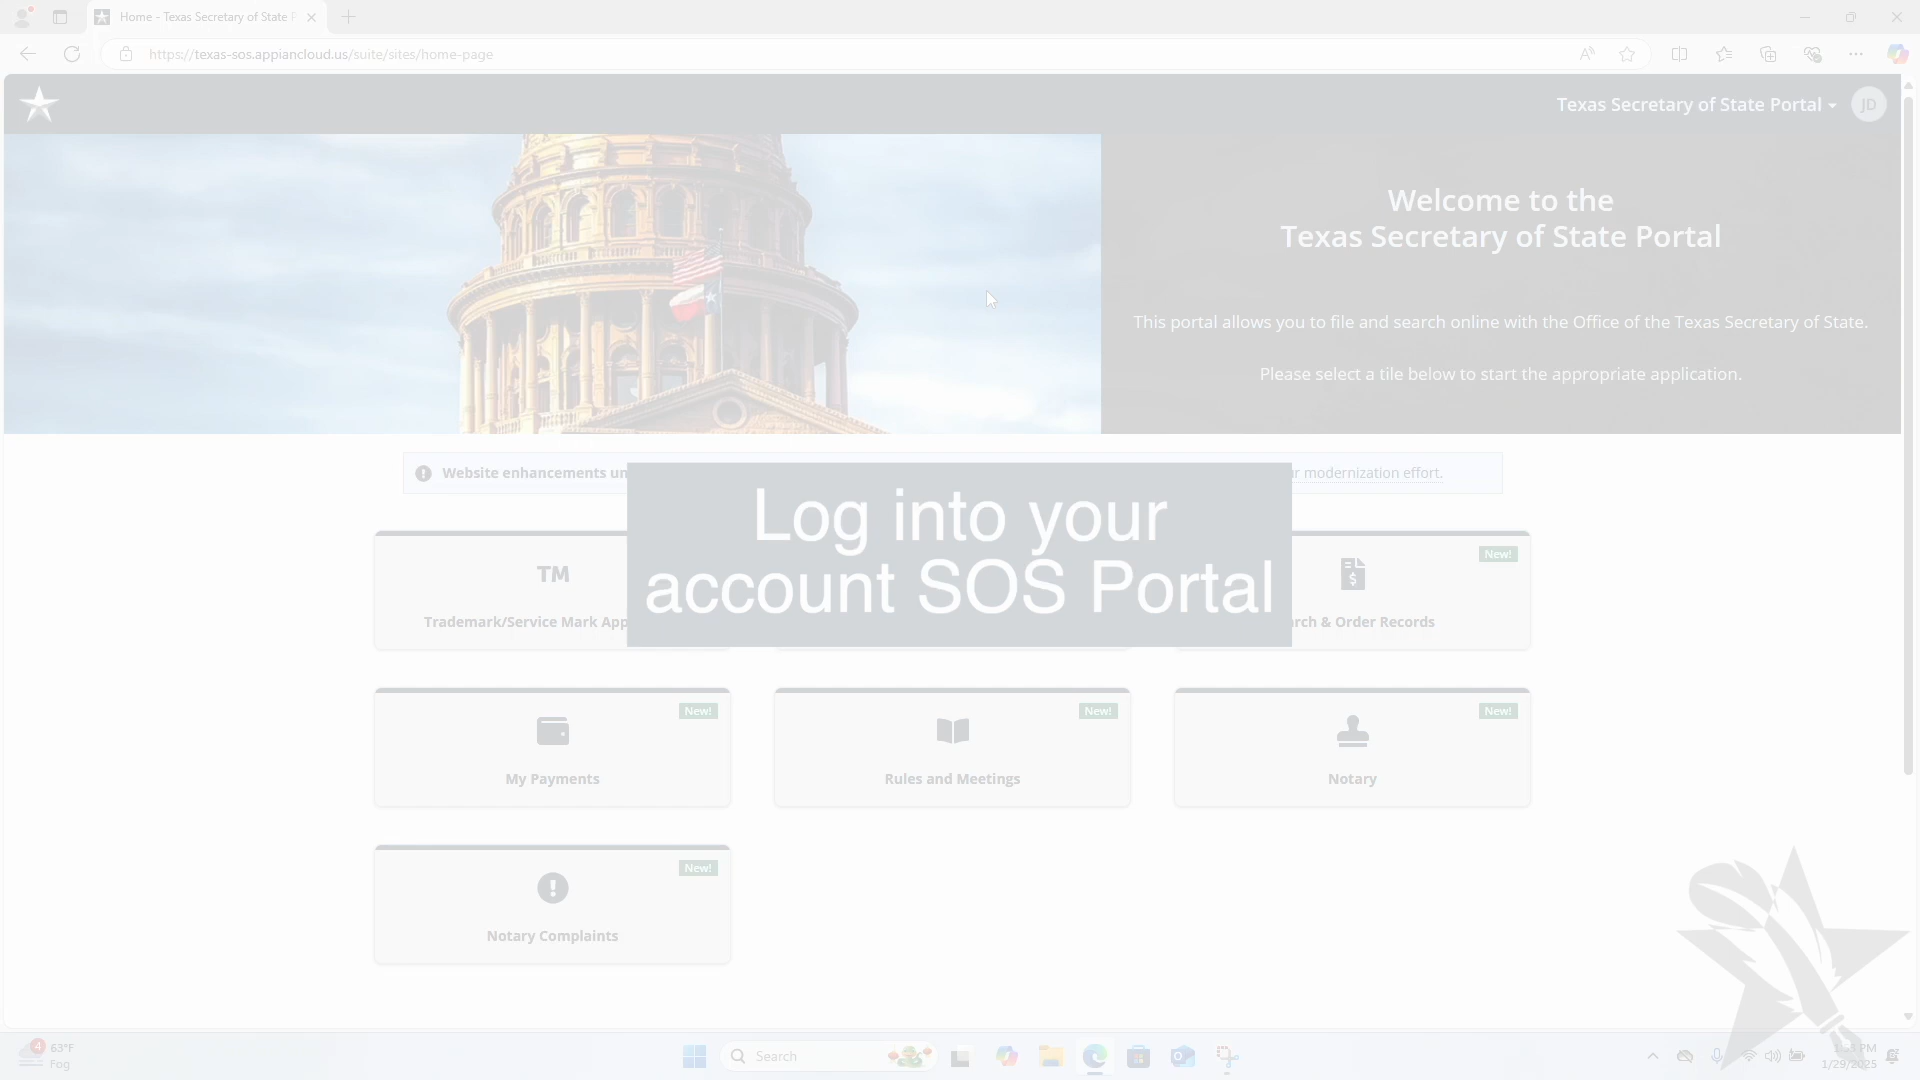 Home - Texas Secretary of State P
https://texas-sos.appiancloud.us/suite/sites/home-page
Texas Secretary of State Portal
JD
Welcome to the
Texas Secretary of State Portal
This portal allows you to file and search online with the Office of the Texas Secretary of State.
Please select a tile below to start the appropriate application.
Website enhancements un
r modernization effort.
Log into your
account SOS Portal
TM
Trademark/Service Mark App
New!
rch & Order Records
New!
My Payments
New!
Rules and Meetings
New!
Notary
New!
Notary Complaints
4
63°F
Fog
Search
PM
1/29/2025